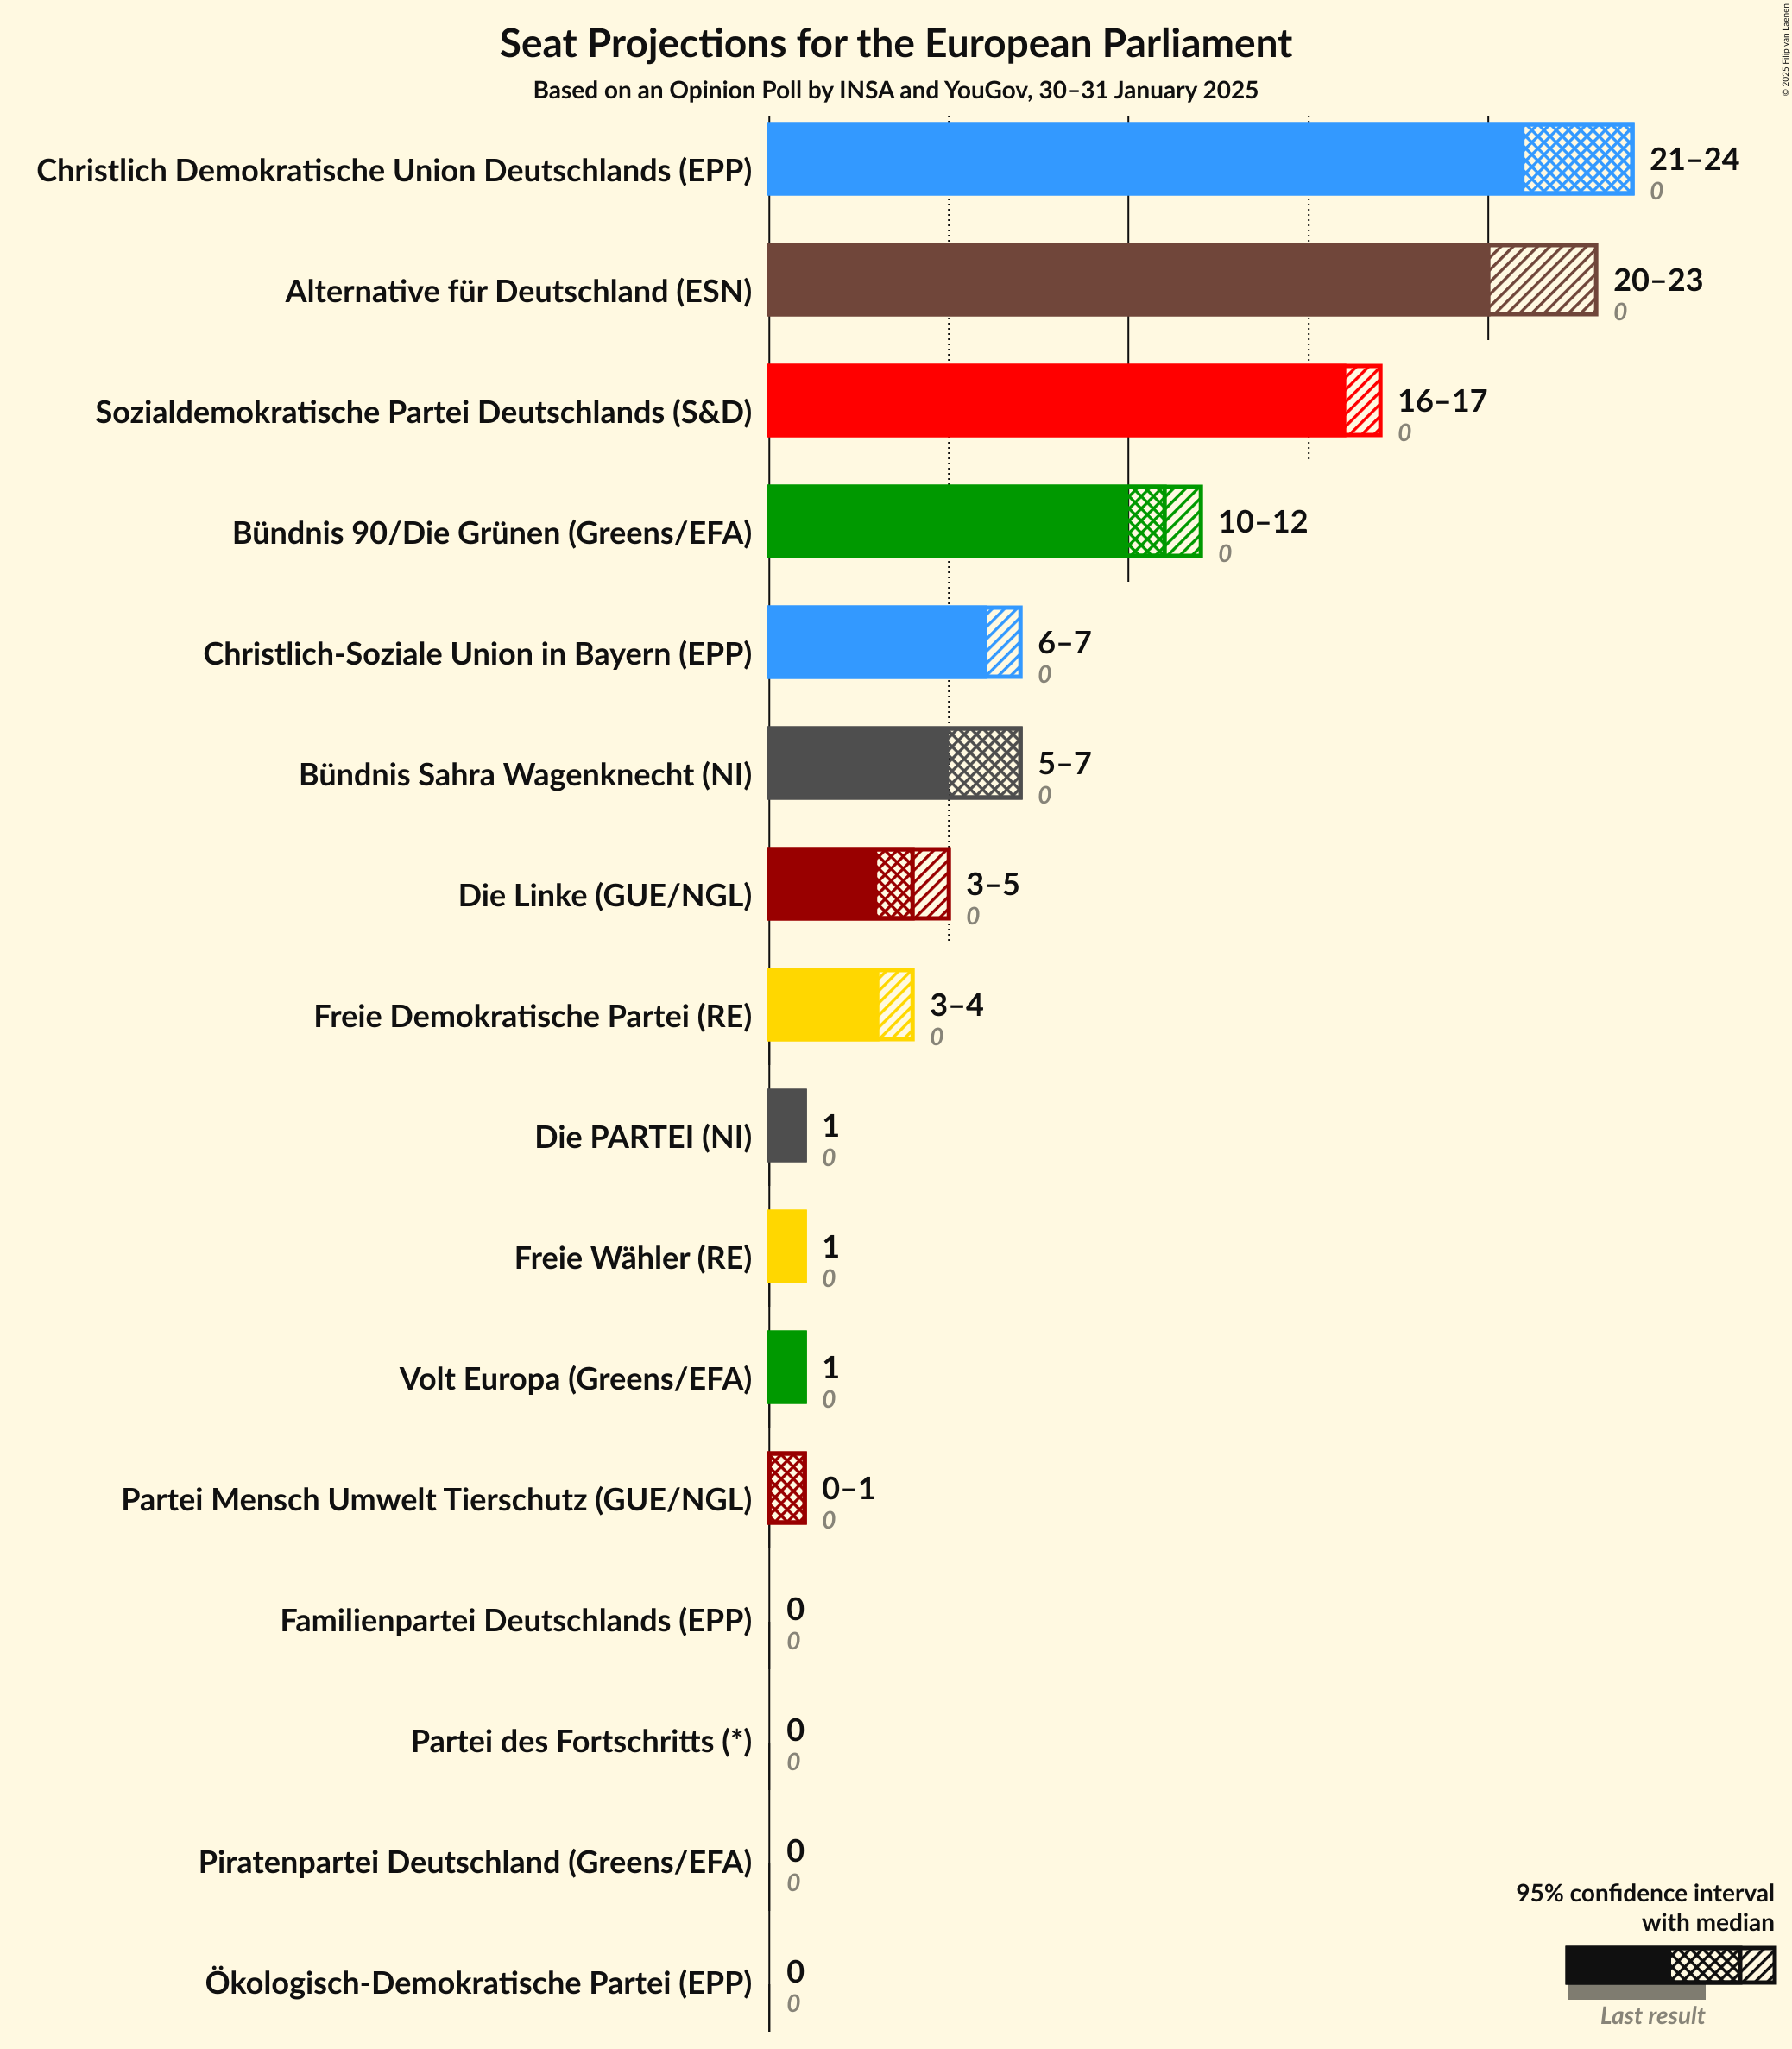 Seat Projections for the European Parliament
Based on an Opinion Poll by INSA and YouGov, 30–31 January 2025
© 2025 Filip van Laenen
Christlich Demokratische Union Deutschlands (EPP)
21–24
0
Alternative für Deutschland (ESN)
20–23
0
Sozialdemokratische Partei Deutschlands (S&D)
16–17
0
Bündnis 90/Die Grünen (Greens/EFA)
10–12
0
Christlich-Soziale Union in Bayern (EPP)
6–7
0
Bündnis Sahra Wagenknecht (NI)
5–7
0
Die Linke (GUE/NGL)
3–5
0
Freie Demokratische Partei (RE)
3–4
0
Die PARTEI (NI)
1
0
Freie Wähler (RE)
1
0
Volt Europa (Greens/EFA)
1
0
Partei Mensch Umwelt Tierschutz (GUE/NGL)
0–1
0
Familienpartei Deutschlands (EPP)
0
0
Partei des Fortschritts (*)
0
0
Piratenpartei Deutschland (Greens/EFA)
0
0
Ökologisch-Demokratische Partei (EPP)
0
0
95% confidence interval
with median
Last result